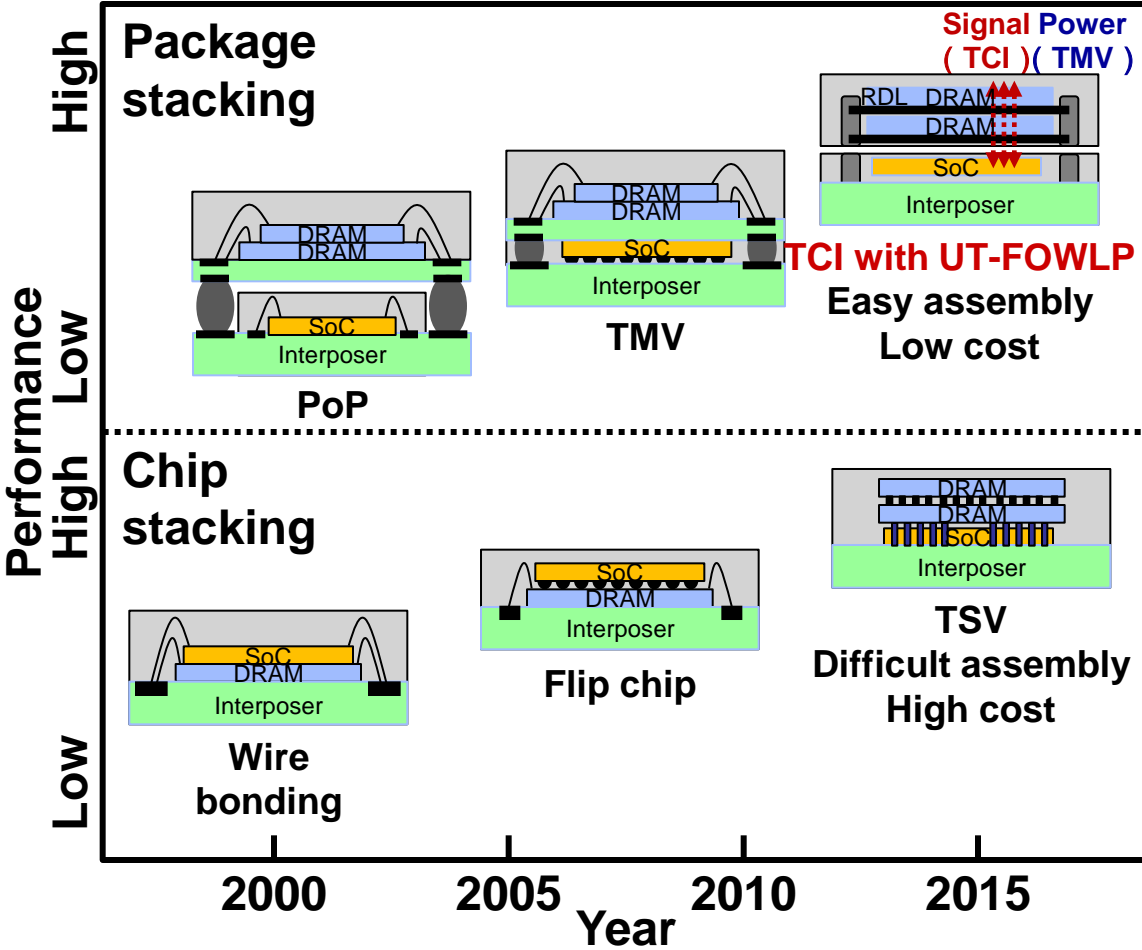 Package
stacking
Signal Power
( TCI )( TMV )
RDL DRAM
DRAM
SoC
Interposer
TCI with UT-FOWLP
Easy assembly
Low cost
DRAM
DRAM
SoC
Interposer
TMV
DRAM
DRAM
SoC
Interposer
PoP
Chip
stacking
DRAM
DRAM
SoC
Interposer
TSV
Difficult assembly
High cost
SoC
DRAM
Interposer
Flip chip
SoC
DRAM
Interposer
Wire
bonding
Performance
High
Low
High
Low
2000
2005
2010
2015
Year